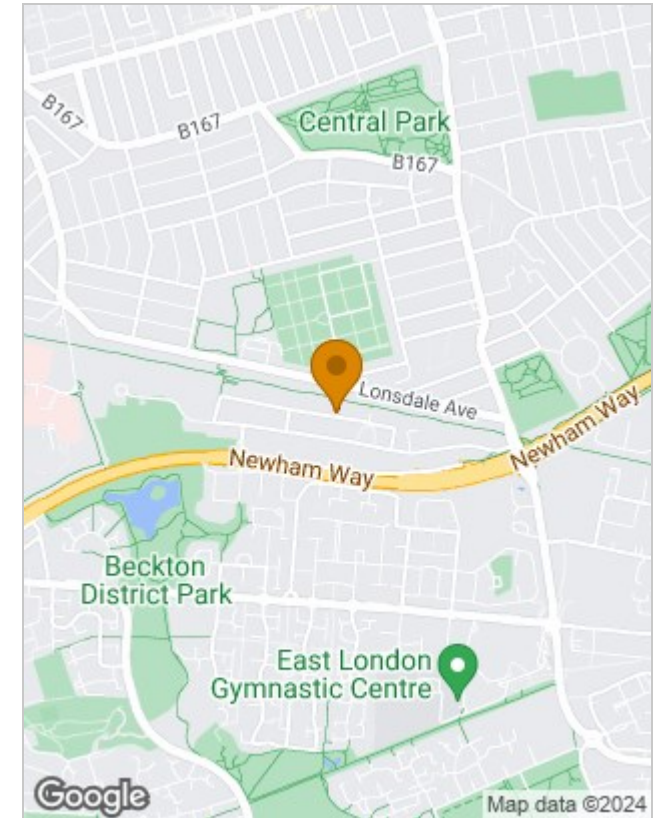 B167
B167
Central Park
B167
Lonsdale Ave
Newham Way
Newham Way
Beckton
District Park
East London
Gymnastic Centre
Google
Map data ©2024